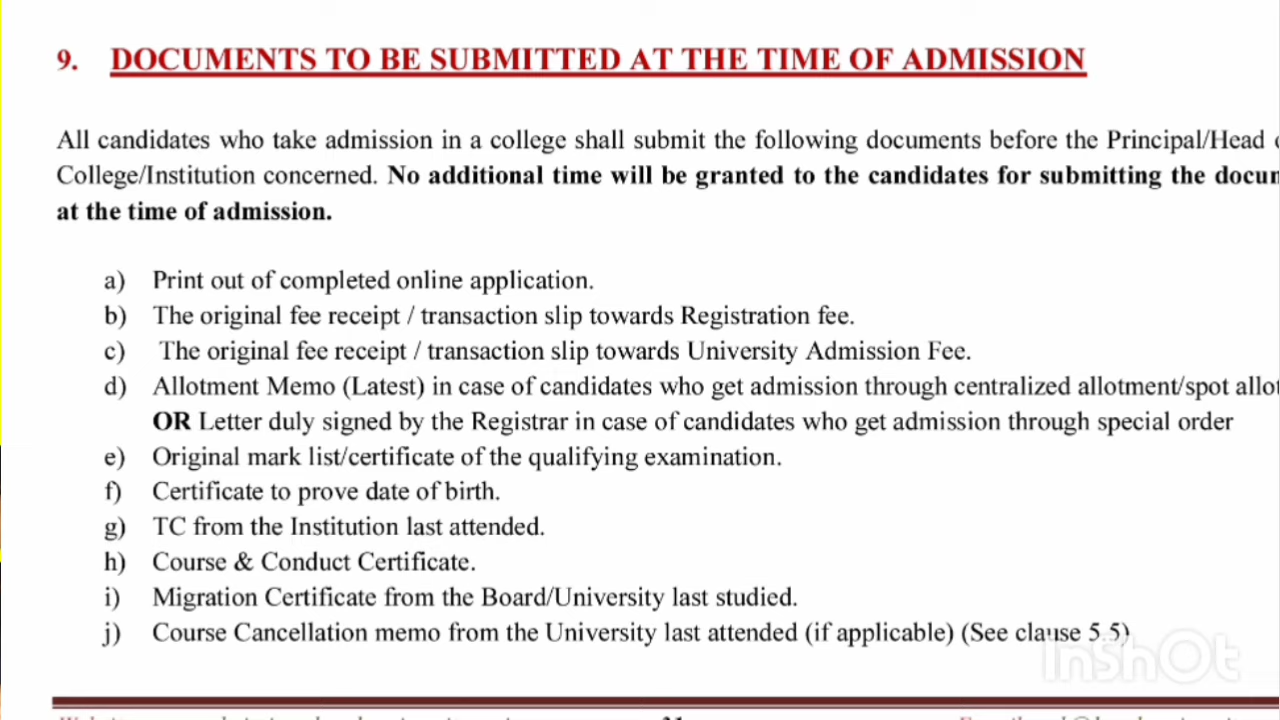 9. DOCUMENTS TO BE SUBMITTED AT THE TIME OF ADMISSION
All candidates who take admission in a college shall submit the following documents before the Principal/Head
College/Institution concerned. No additional time will be granted to the candidates for submitting the
at the time of admission.
a) Print out of completed online application.
b) The original fee receipt / transaction slip towards Registration fee.
c) The original fee receipt / transaction slip towards University Admission Fee.
d) Allotment Memo (Latest) in case of candidates who get admission through centralized allotment/spot
OR Letter duly signed by the Registrar in case of candidates who get admission through special order
e) Original mark list/certificate of the qualifying examination.
f) Certificate to prove date of birth.
g) TC from the Institution last attended.
h) Course & Conduct Certificate.
i) Migration Certificate from the Board/University last studied.
j) Course Cancellation memo from the University last attended (if applicable) (See clause 5.5)
InShOt